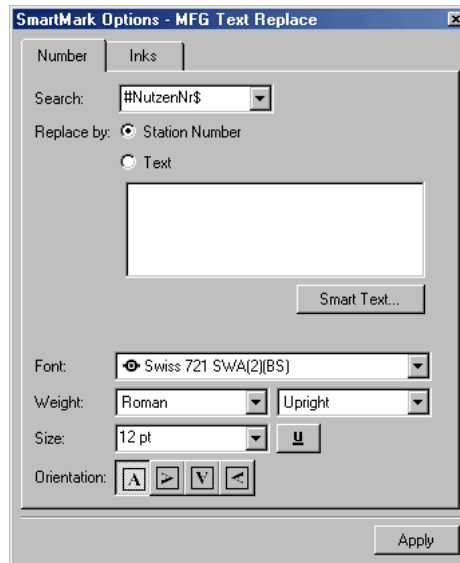 SmartMark Options - MFG Text Replace
Number Inks
Search: #NutzenNr$
Replace by: Station Number
Text
Smart Text...
Font: Swiss 721 SWA(2)(BS)
Weight: Roman Upright
Size: 12 pt u
Orientation: A A A A
Apply